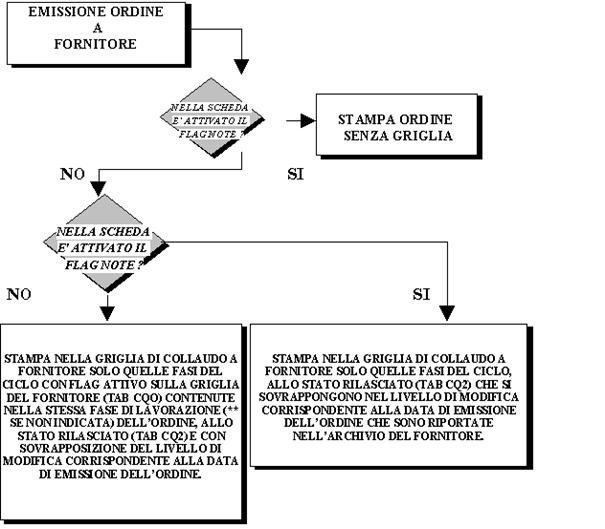 EMISSIONE ORDINE
A
FORNITORE
NELLA SCHEDA
E' ATTIVATO IL
FLAG NOTE ?
STAMPA ORDINE
SENZA GRIGLIA
NO
SI
NELLA SCHEDA
E' ATTIVATO IL
FLAG NOTE ?
NO
SI
STAMPA NELLA GRIGLIA DI COLLAUDO A
FORNITORE SOLO QUELLE FASI DEL
CICLO CON FLAG ATTIVO SULLA GRIGLIA
DEL FORNITORE (TAB CQO) CONTENUTE
NELLA STESSA FASE DI LAVORAZIONE (**
SE NON INDICATA) DELL'ORDINE, ALLO
STATO RILASCIATO (TAB CQ2) E CON
SOVRAPPOSIZIONE DEL LIVELLO DI
MODIFICA CORRISPONDENTE ALLA DATA
DI EMISSIONE DELL'ORDINE.
STAMPA NELLA GRIGLIA DI COLLAUDO A
FORNITORE SOLO QUELLE FASI DEL CICLO,
ALLO STATO RILASCIATO (TAB CQ2) CHE SI
SOVRAPPONGONO NEL LIVELLO DI MODIFICA
CORRISPONDENTE ALLA DATA DI EMISSIONE
DELL'ORDINE CHE SONO RIPORTATE
NELL'ARCHIVIO DEL FORNITORE.